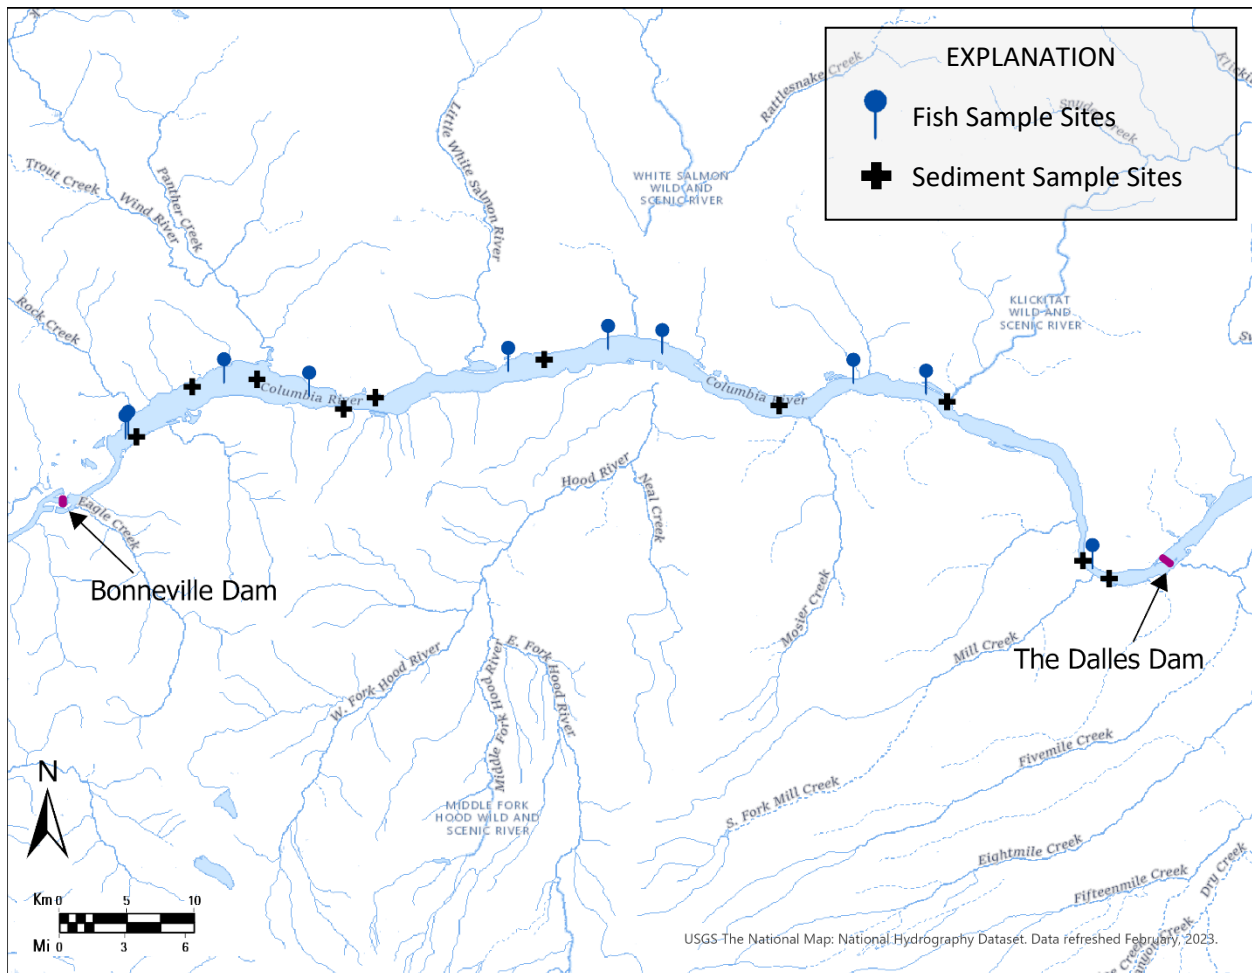 EXPLANATION
Fish Sample Sites
Sediment Sample Sites
Rattlesnake Creek
Little White Salmon River
WHITE SALMON
WILD AND
SCENIC RIVER
Trout Creek
Wind River
Panther Creek
Rock Creek
KLICKITAT
WILD AND
SCENIC RIVER
Columbia River
Columbia River
Eagle Creek
Bonneville Dam
Hood River
Neal Creek
Mosier Creek
Mill Creek
The Dalles Dam
W. Fork Hood River
Middle Fork Hood River
E. Fork Hood River
MIDDLE FORK
HOOD WILD AND
SCENIC RIVER
S. Fork Mill Creek
Fivemile Creek
Eightmile Creek
Fifteenmile Creek
Dry Creek
N
Km 0 5 10
Mi 0 3 6
USGS The National Map: National Hydrography Dataset. Data refreshed February, 2023.